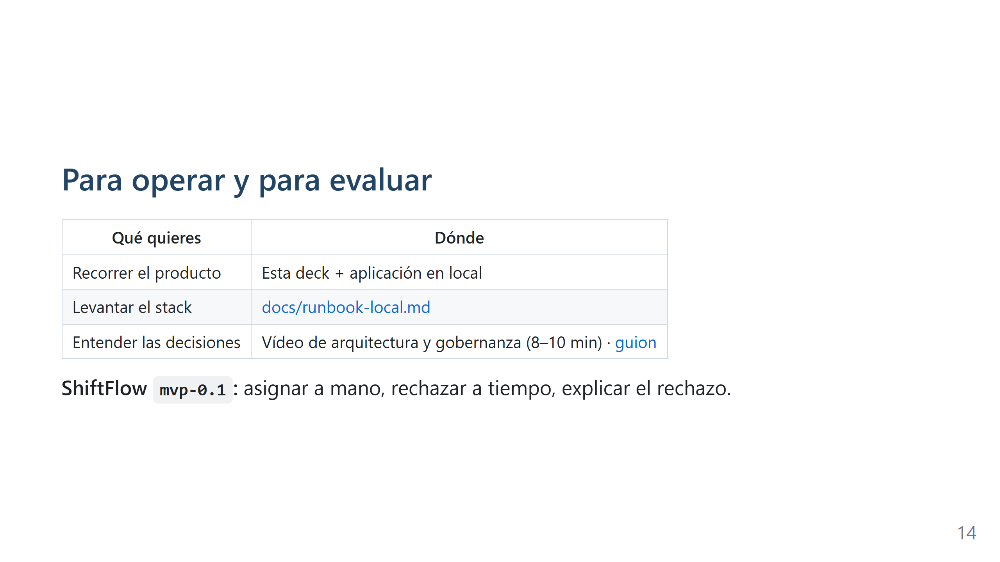 Para operar y para evaluar
Qué quieres Dónde
Recorrer el producto Esta deck + aplicación en local
Levantar el stack docs/runbook-local.md
Entender las decisiones Vídeo de arquitectura y gobernanza (8–10 min) · guion
ShiftFlow mvp-0.1: asignar a mano, rechazar a tiempo, explicar el rechazo.
14